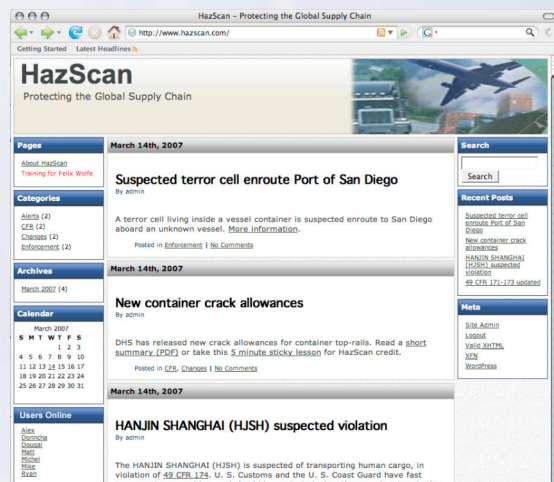 HazScan - Protecting the Global Supply Chain
http://www.hazscan.com/
Getting Started Latest Headlines
HazScan
Protecting the Global Supply Chain
Pages
About HazScan
Training for Felix Wolfe
Categories
Alerts (2)
CFR (2)
Changes (2)
Enforcement (2)
Archives
March 2007 (4)
Calendar
March 2007
S M T W T F S
1 2 3
4 5 6 7 8 9 10
11 12 13 14 15 16 17
18 19 20 21 22 23 24
25 26 27 28 29 30 31
Users Online
Alex
Donncha
Dougal
Matt
Michel
Mike
Ryan
March 14th, 2007
Suspected terror cell enroute Port of San Diego
By admin
A terror cell living inside a vessel container is suspected enroute to San Diego
aboard an unknown vessel. More information.
Posted in Enforcement | No Comments
March 14th, 2007
New container crack allowances
By admin
DHS has released new crack allowances for container top-rails. Read a short
summary (PDF) or take this 5 minute sticky lesson for HazScan credit.
Posted in CFR, Changes | No Comments
March 14th, 2007
HANJIN SHANGHAI (HJSH) suspected violation
By admin
The HANJIN SHANGHAI (HJSH) is suspected of transporting human cargo, in
violation of 49 CFR 174. U. S. Customs and the U. S. Coast Guard have fast
Search
Search
Recent Posts
Suspected terror cell
enroute Port of San
Diego
New container crack
allowances
HANJIN SHANGHAI
(HJSH) suspected
violation
49 CFR 171-173 updated
Meta
Site Admin
Logout
Valid XHTML
XFN
WordPress